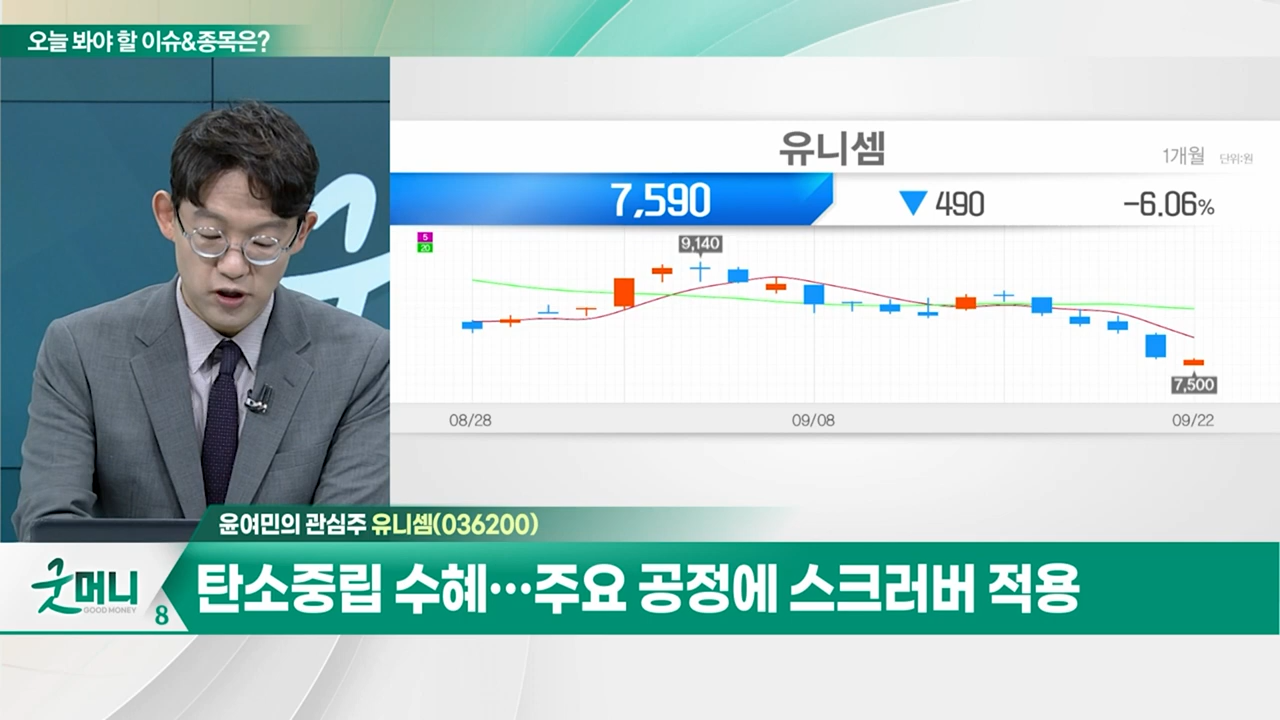 오늘 봐야 할 이슈&종목은?
유니셈
1개월 단위:원
7,590 ▼ 490 -6.06%
5
20
9,140
7,500
08/28 09/08 09/22
윤여민의 관심주 유니셈(036200)
굿머니
GOOD MONEY
8
탄소중립 수혜…주요 공정에 스크러버 적용